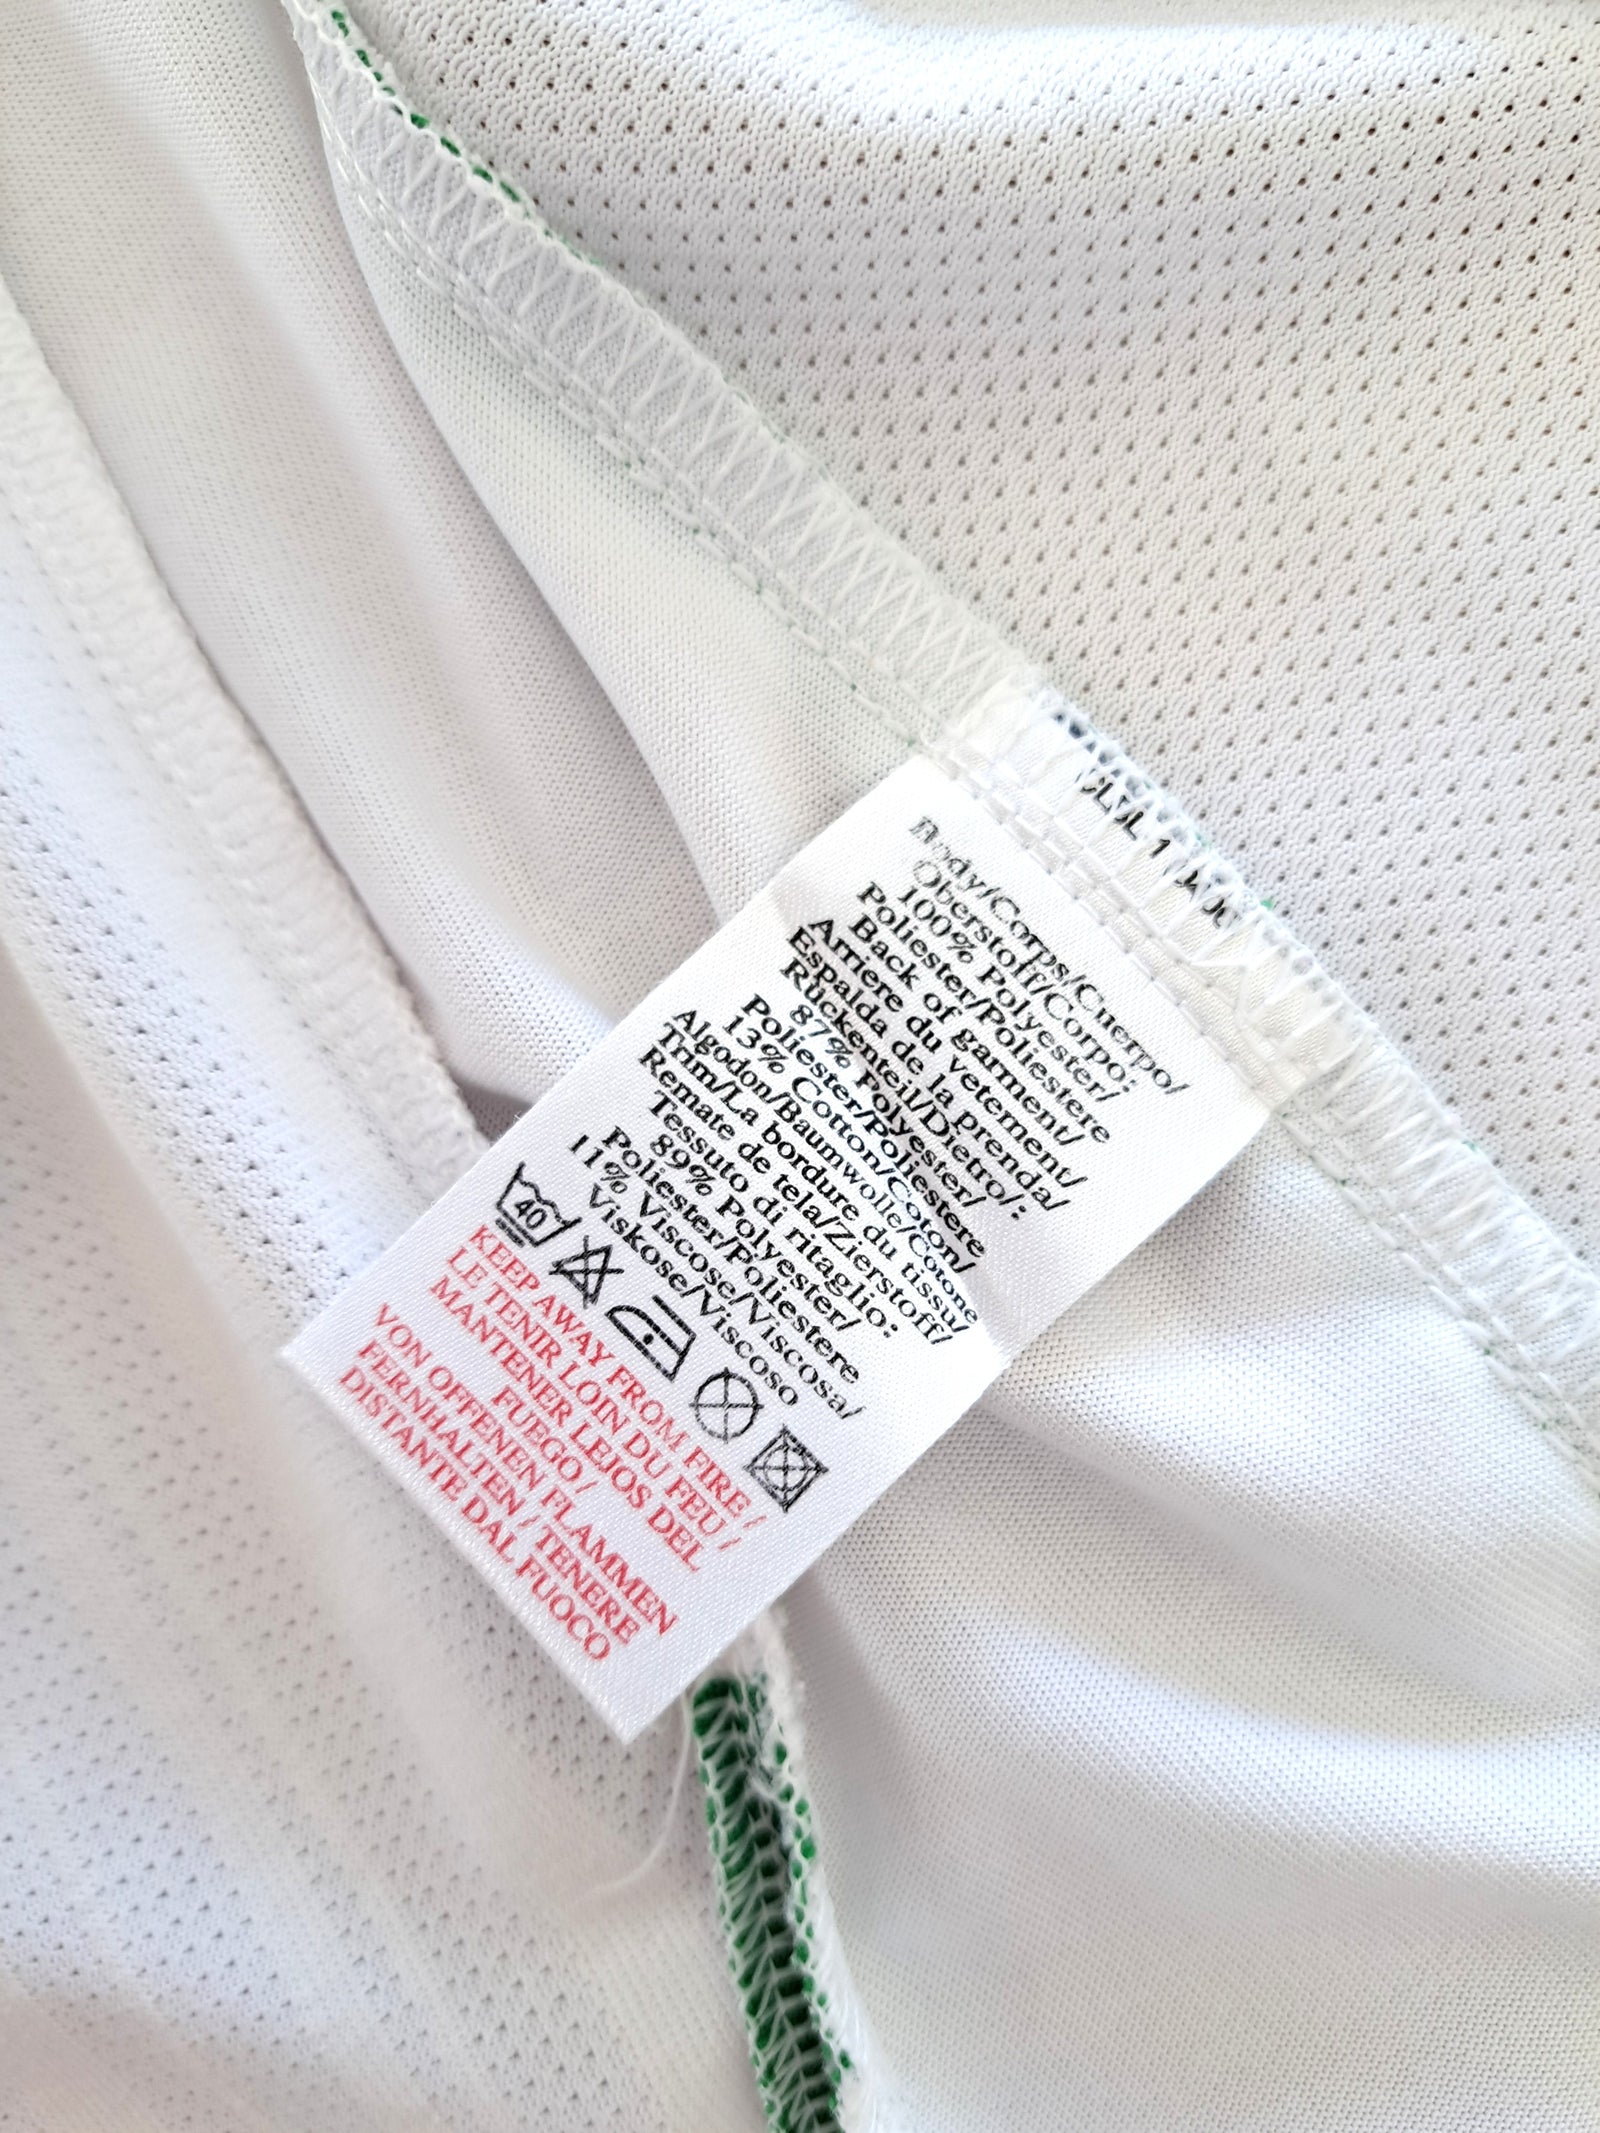 Body/Corps/Cuerpo/
Oberstoff/Corpo:
100% Polyester/
Poliester/Poliestere
Back of garment/
Arriere du vetement/
Espalda de la prenda/
Rückenteil/Dietro/:
87% Polyester/
Poliester/Poliestere
13% Cotton/Coton/
Algodon/Baumwolle/Cotone
Trim/La bordure du tissu/
Remate de tela/Zierstoff/
Tessuto di ritaglio:
89% Polyester/
Poliester/Poliestere
11% Viscose/Viscosa/
Viskose/Viscoso
40
KEEP AWAY FROM FIRE /
LE TENIR LOIN DU FEU /
MANTENER LEJOS DEL
FUEGO /
VON OFFENEN FLAMMEN
FERNHALTEN / TENERE
DISTANTE DAL FUOCO